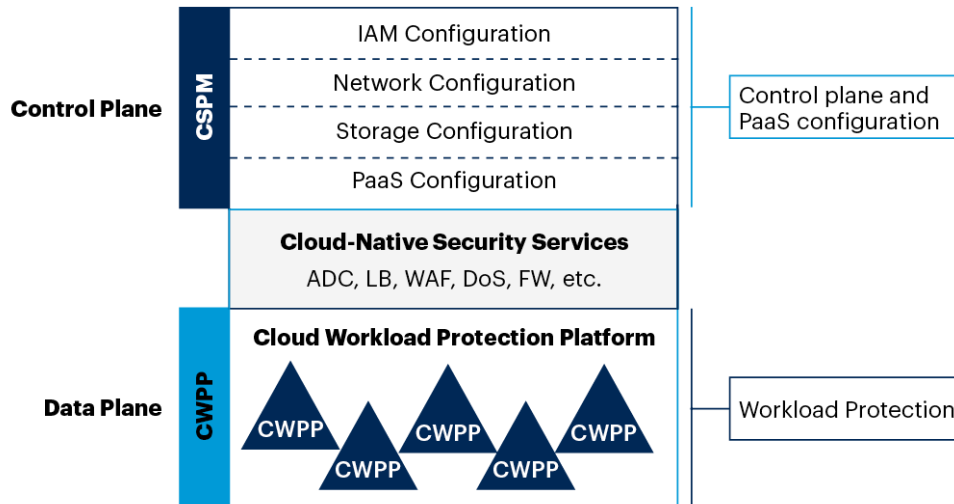 Control Plane
CSPM
IAM Configuration
Network Configuration
Storage Configuration
PaaS Configuration
Control plane and
PaaS configuration
Cloud-Native Security Services
ADC, LB, WAF, DoS, FW, etc.
Data Plane
CWPP
Cloud Workload Protection Platform
CWPP
CWPP
CWPP
CWPP
CWPP
Workload Protection